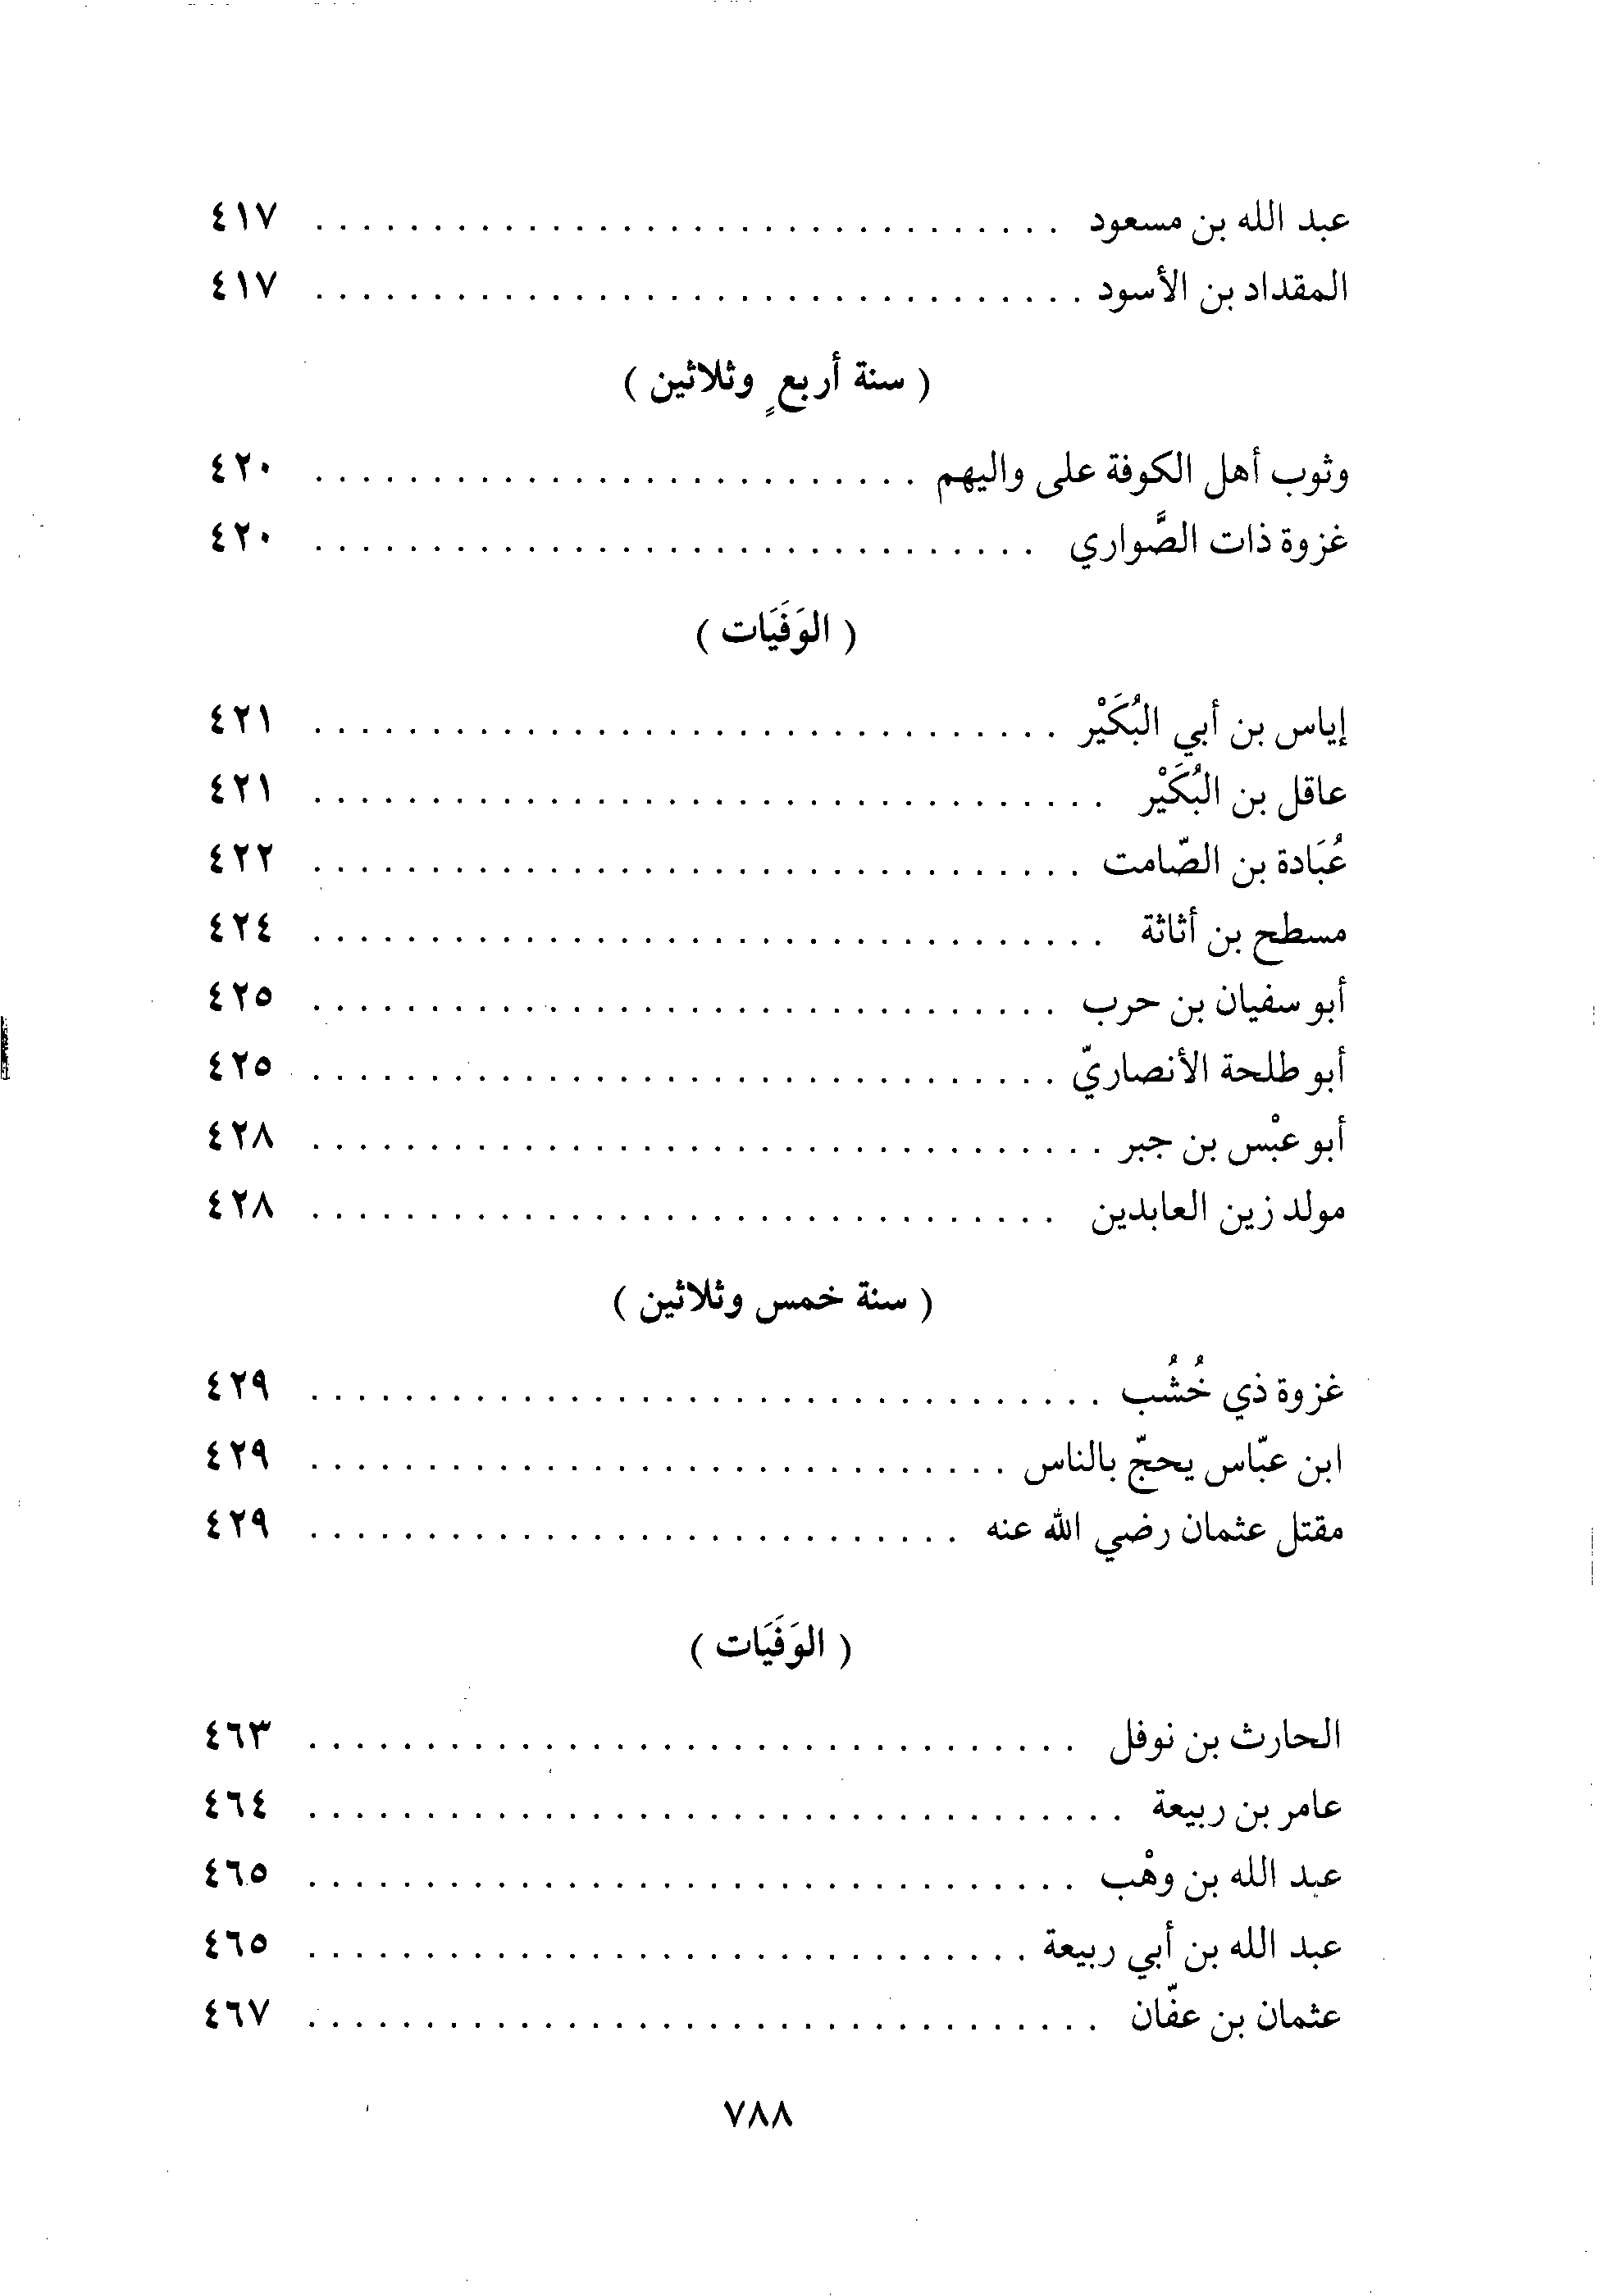 عبد الله بن مسعود . . . . . . . . . . . . . . . . . . . . . . . . . . . . . . . . ٤١٧
المقداد بن الأسود . . . . . . . . . . . . . . . . . . . . . . . . . . . . . . . . . ٤١٧
( سنة أربعٍ وثلاثين )
وثوب أهل الكوفة على واليهم . . . . . . . . . . . . . . . . . . . . . . . . . . ٤٢٠
غزوة ذات الصَّواري . . . . . . . . . . . . . . . . . . . . . . . . . . . . . . . ٤٢٠
( الوَفَيَات )
إياس بن أبي البُكَيْر . . . . . . . . . . . . . . . . . . . . . . . . . . . . . . . . ٤٢١
عاقل بن البُكَيْر . . . . . . . . . . . . . . . . . . . . . . . . . . . . . . . . . . ٤٢١
عُبَادة بن الصّامت . . . . . . . . . . . . . . . . . . . . . . . . . . . . . . . . . ٤٢٢
مسطح بن أثاثة . . . . . . . . . . . . . . . . . . . . . . . . . . . . . . . . . . ٤٢٤
أبو سفيان بن حرب . . . . . . . . . . . . . . . . . . . . . . . . . . . . . . . . ٤٢٥
أبو طلحة الأنصاريّ . . . . . . . . . . . . . . . . . . . . . . . . . . . . . . . . ٤٢٥
أبو عبْس بن جبر . . . . . . . . . . . . . . . . . . . . . . . . . . . . . . . . . . ٤٢٨
مولد زين العابدين . . . . . . . . . . . . . . . . . . . . . . . . . . . . . . . . ٤٢٨
( سنة خمس وثلاثين )
غزوة ذي خُشُب . . . . . . . . . . . . . . . . . . . . . . . . . . . . . . . . . . ٤٢٩
ابن عبّاس يحجّ بالناس . . . . . . . . . . . . . . . . . . . . . . . . . . . . . . ٤٢٩
مقتل عثمان رضي الله عنه . . . . . . . . . . . . . . . . . . . . . . . . . . . . ٤٢٩
( الوَفَيَات )
الحارث بن نوفل . . . . . . . . . . . . . . . . . . . . . . . . . . . . . . . . . ٤٦٣
عامر بن ربيعة . . . . . . . . . . . . . . . . . . . . . . . . . . . . . . . . . . . ٤٦٤
عبد الله بن وهْب . . . . . . . . . . . . . . . . . . . . . . . . . . . . . . . . . ٤٦٥
عبد الله بن أبي ربيعة . . . . . . . . . . . . . . . . . . . . . . . . . . . . . . . ٤٦٥
عثمان بن عفّان . . . . . . . . . . . . . . . . . . . . . . . . . . . . . . . . . . ٤٦٧
٧٨٨